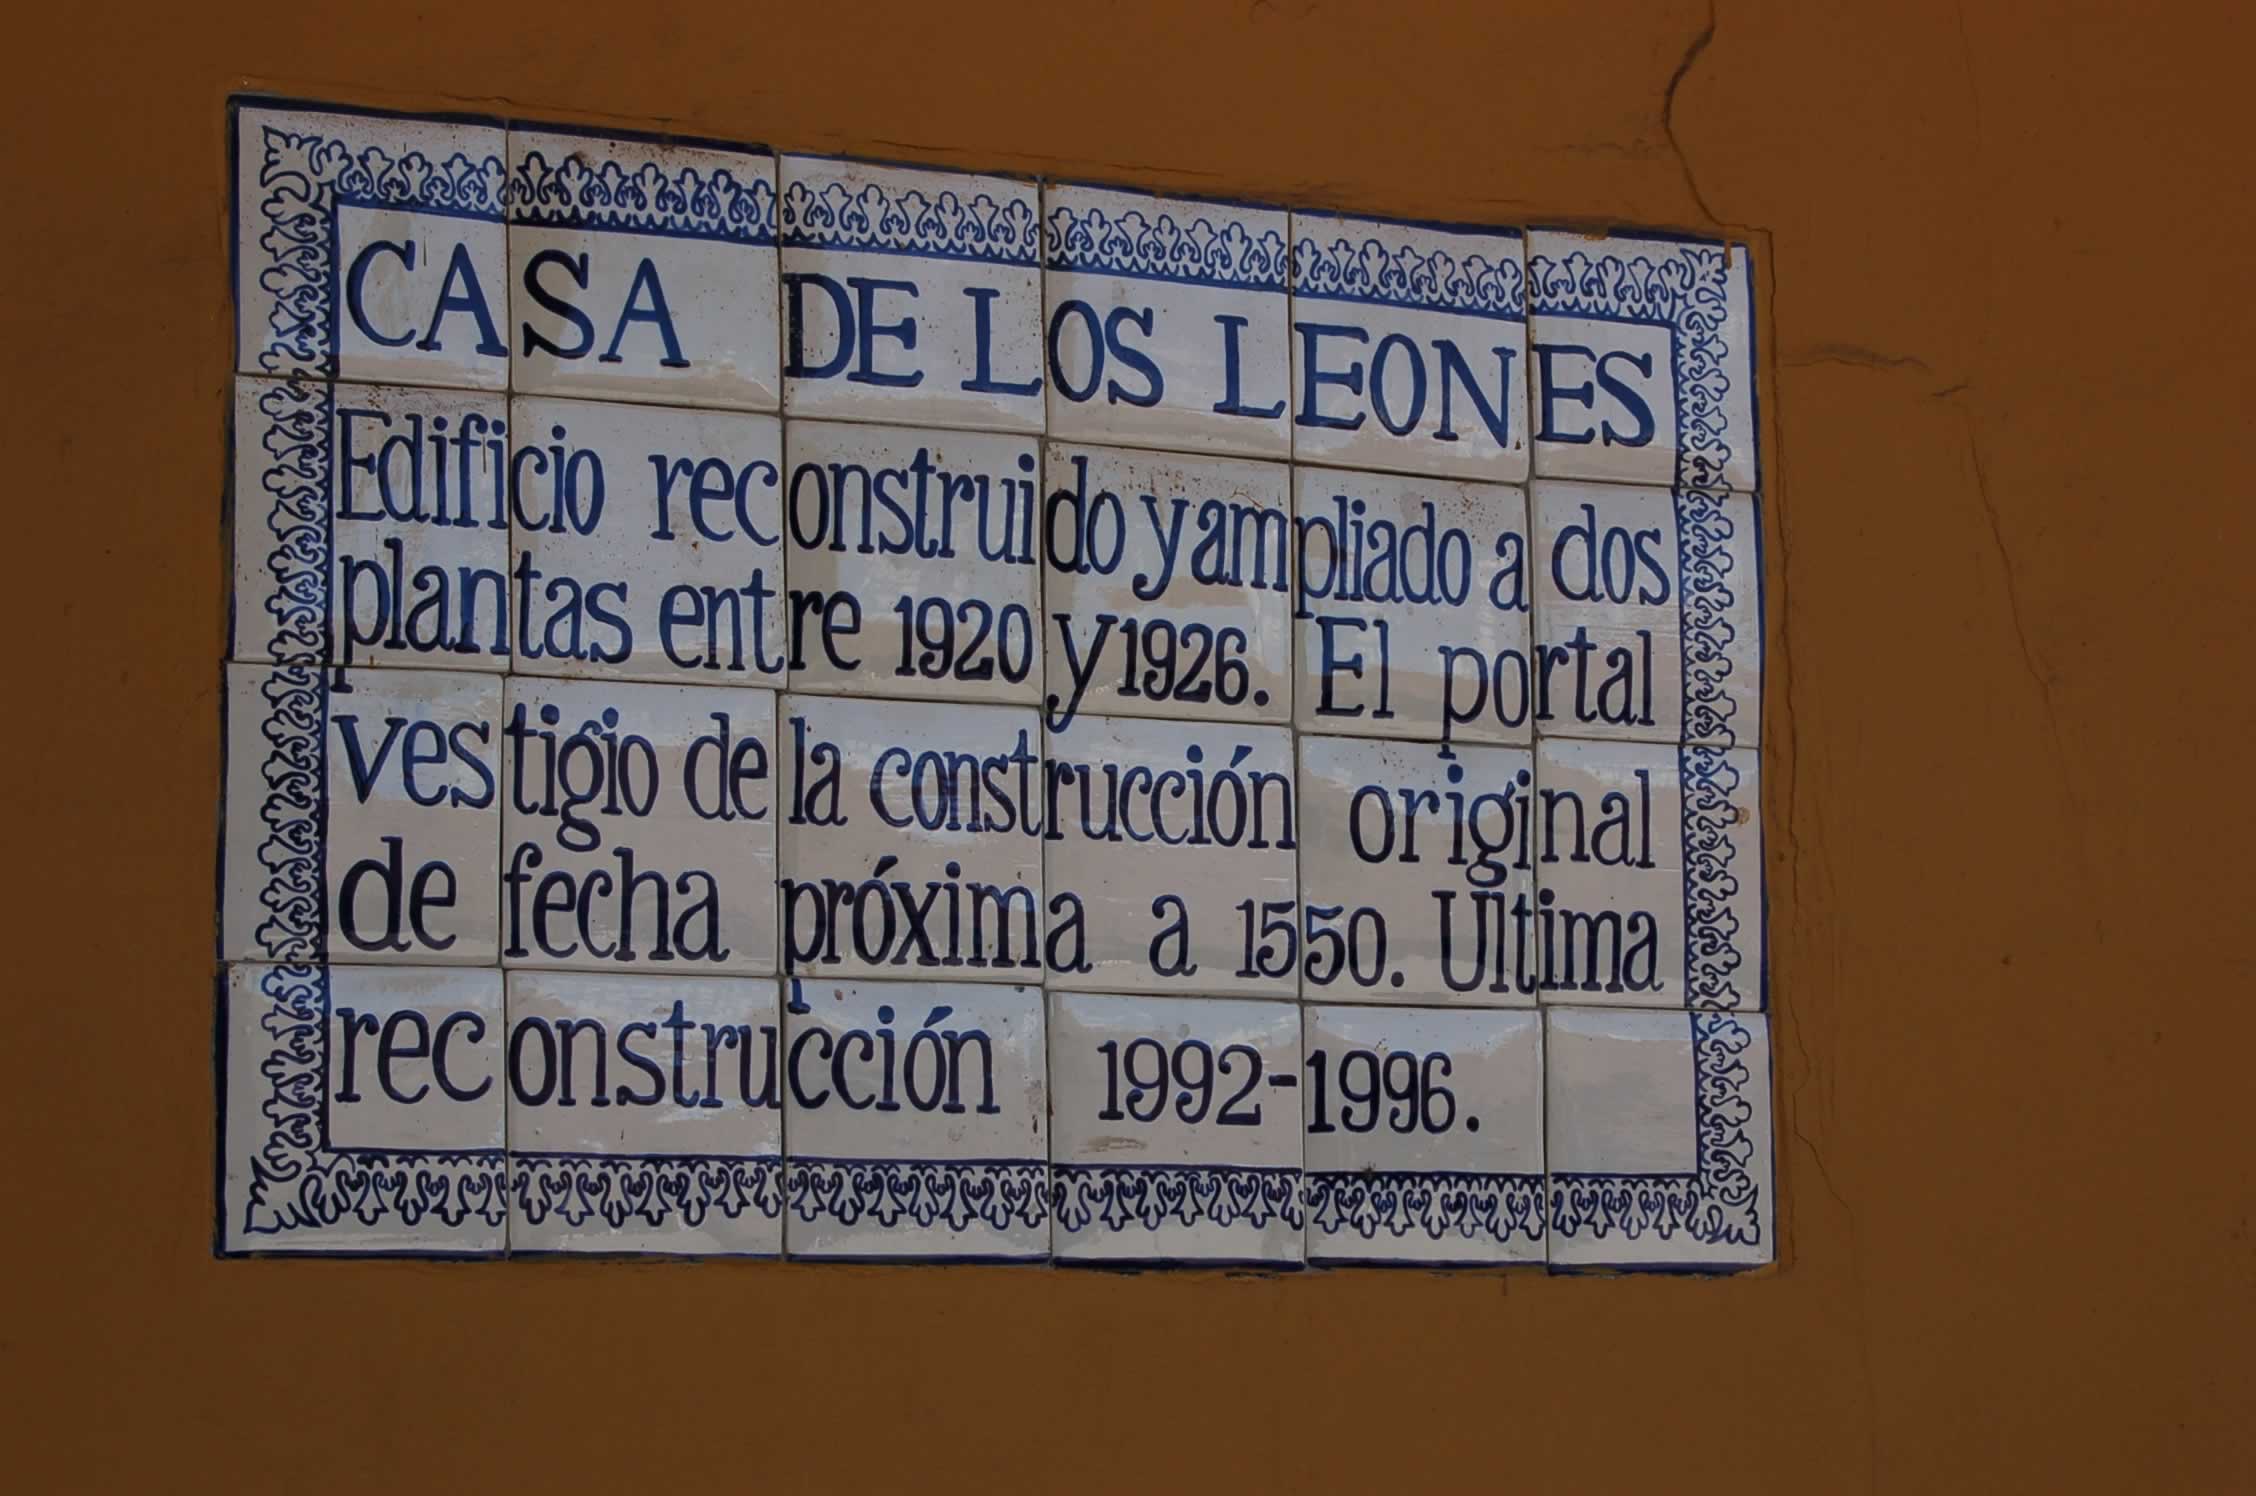 CASA DE LOS LEONES
Edificio reconstruido y ampliado a dos
plantas entre 1920 y 1926. El portal
vestigio de la construcción original
de fecha próxima a 1550. Ultima
reconstrucción 1992-1996.